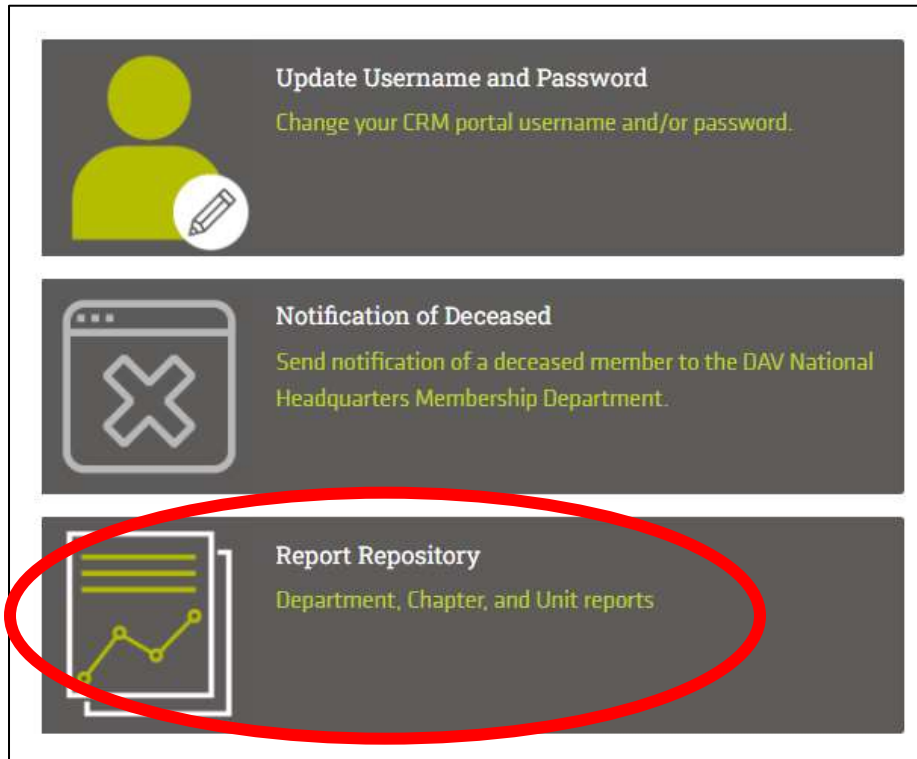 Update Username and Password
Change your CRM portal username and/or password.
Notification of Deceased
Send notification of a deceased member to the DAV National
Headquarters Membership Department.
Report Repository
Department, Chapter, and Unit reports